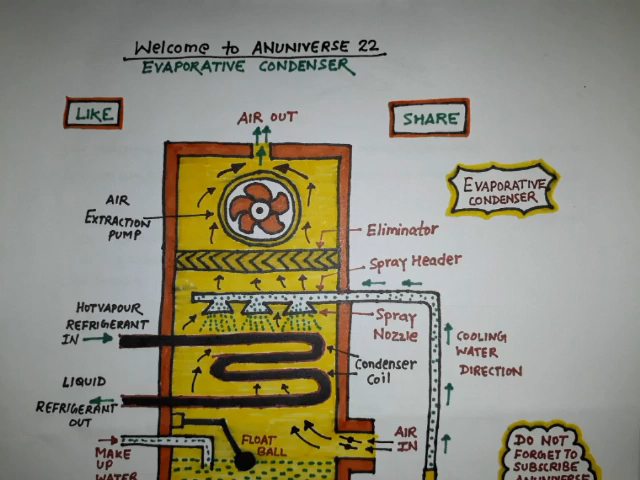 Welcome to ANUNIVERSE 22
EVAPORATIVE CONDENSER
LIKE
AIR OUT
SHARE
EVAPORATIVE
CONDENSER
AIR
EXTRACTION
PUMP
Eliminator
Spray Header
HOTVAPOUR
REFRIGERANT
IN
Spray
Nozzle
COOLING
WATER
DIRECTION
Condenser
Coil
LIQUID
REFRIGERANT
OUT
AIR
IN
FLOAT
BALL
MAKE
UP
WATER
DO NOT
FORGET TO
SUBSCRIBE
ANUNIVERSE